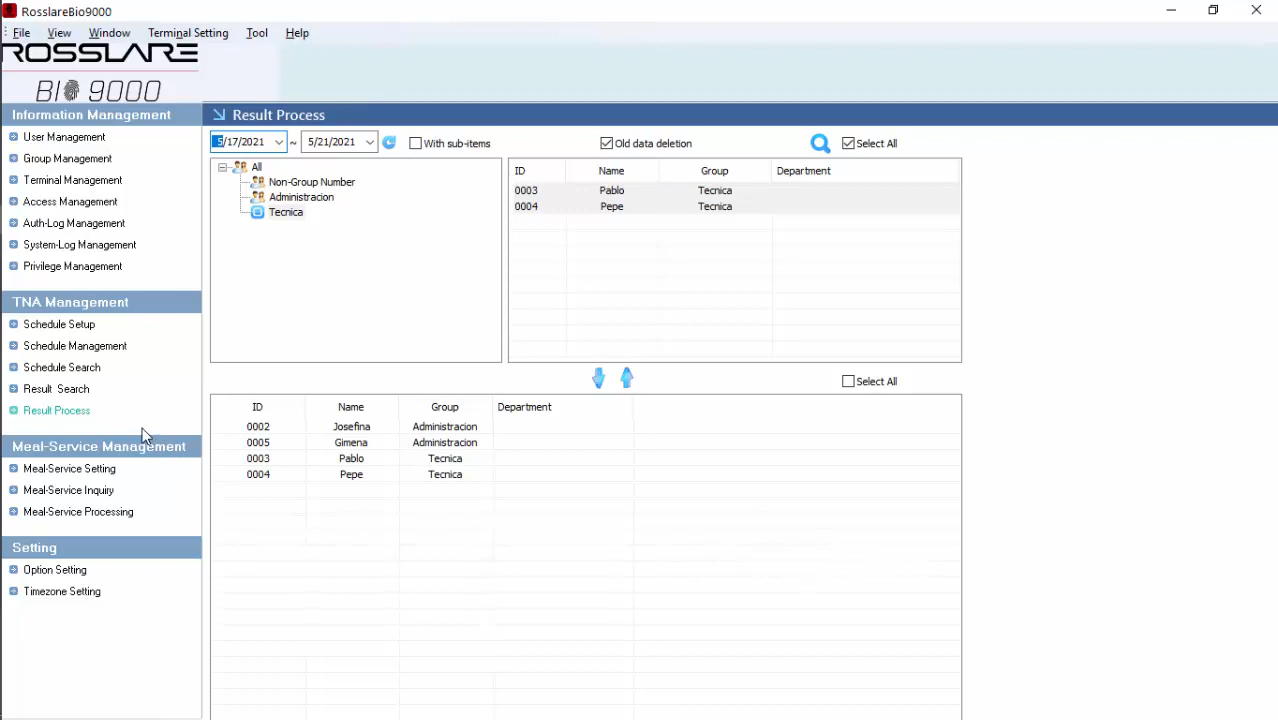 RosslareBio9000
File View Window Terminal Setting Tool Help
ROSSLARE
BIO 9000
Information Management
User Management
Group Management
Terminal Management
Access Management
Auth-Log Management
System-Log Management
Privilege Management
TNA Management
Schedule Setup
Schedule Management
Schedule Search
Result Search
Result Process
Meal-Service Management
Meal-Service Setting
Meal-Service Inquiry
Meal-Service Processing
Setting
Option Setting
Timezone Setting
Result Process
5/17/2021 ~ 5/21/2021 With sub-items Old data deletion Select All
All
Non-Group Number
Administracion
Tecnica
ID Name Group Department
0003 Pablo Tecnica
0004 Pepe Tecnica
Select All
ID Name Group Department
0002 Josefina Administracion
0005 Gimena Administracion
0003 Pablo Tecnica
0004 Pepe Tecnica